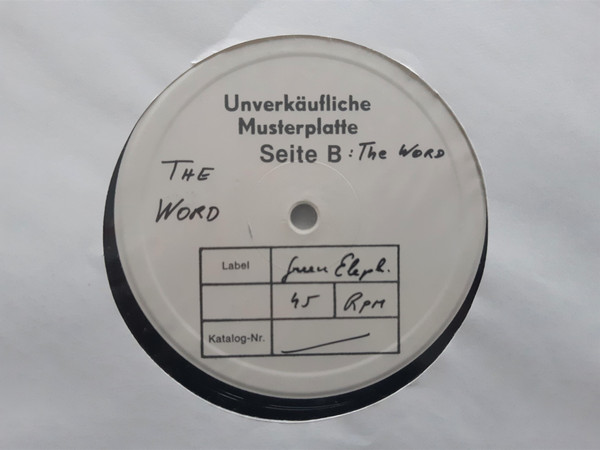 Unverkäufliche
Musterplatte
Seite B : The WORD
THE
WORD
Label Green Eleph.
45 RPM
Katalog-Nr.